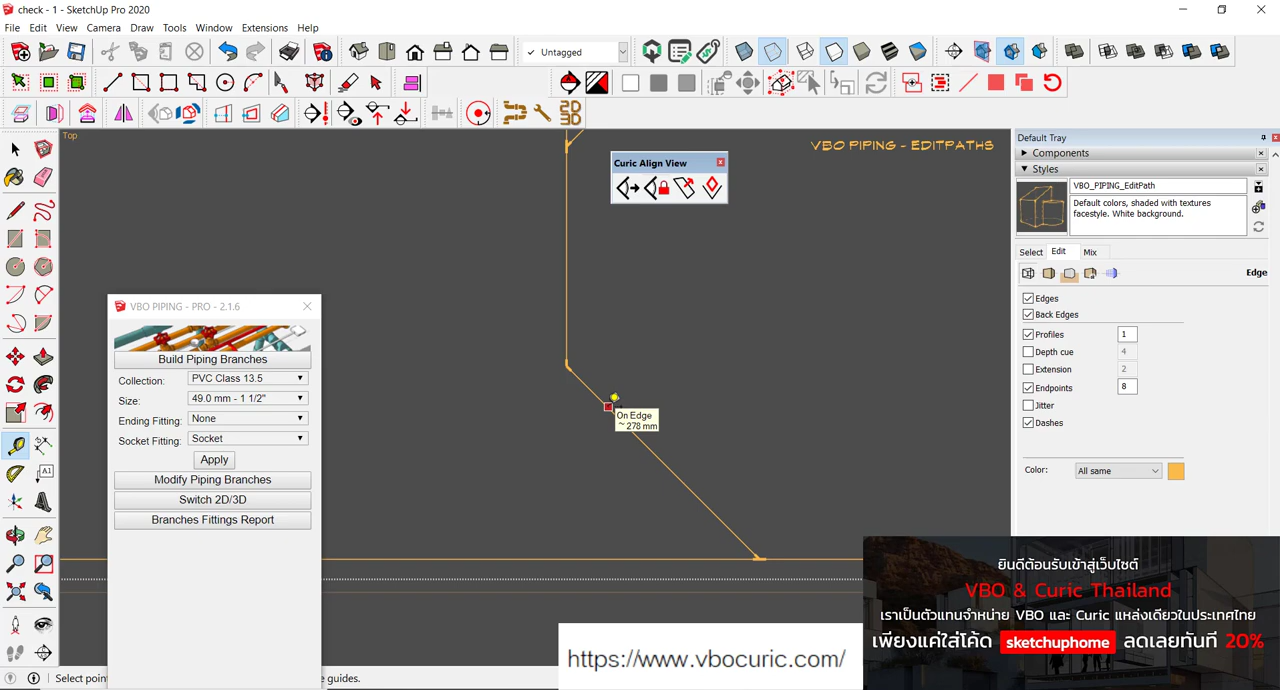 check - 1 - SketchUp Pro 2020
File Edit View Camera Draw Tools Window Extensions Help
Untagged
2D
3D
Top
VBO PIPING - EDITPATHS
Curic Align View
On Edge
~ 278 mm
VBO PIPING - PRO - 2.1.6
Build Piping Branches
Collection: PVC Class 13.5
Size: 49.0 mm - 1 1/2"
Ending Fitting: None
Socket Fitting: Socket
Apply
Modify Piping Branches
Switch 2D/3D
Branches Fittings Report
A1
Select poin
e guides.
Default Tray
Components
Styles
VBO_PIPING_EditPath
Default colors, shaded with textures
facestyle. White background.
Select Edit Mix
Edge
Edges
Back Edges
Profiles 1
Depth cue 4
Extension 2
Endpoints 8
Jitter
Dashes
Color: All same
ยินดีต้อนรับเข้าสู่เว็บไซต์
VBO & Curic Thailand
เราเป็นตัวแทนจำหน่าย VBO และ Curic แหล่งเดียวในประเทศไทย
เพียงแค่ใส่โค้ด sketchuphome ลดเลยทันที 20%
https://www.vbocuric.com/